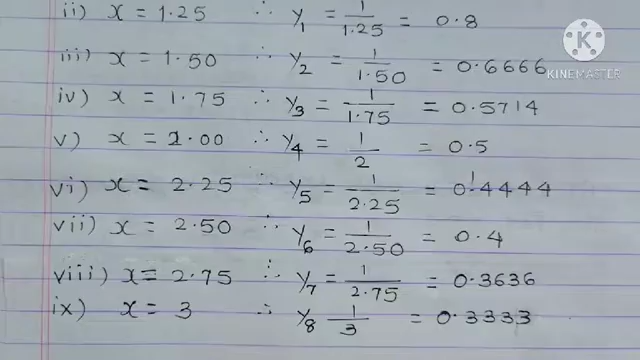 ii) x = 1.25 ∴ y₁ = 1/1.25 = 0.8
iii) x = 1.50 ∴ y₂ = 1/1.50 = 0.6666
KINEMASTER
iv) x = 1.75 ∴ y₃ = 1/1.75 = 0.5714
v) x = 2.00 ∴ y₄ = 1/2 = 0.5
vi) x = 2.25 ∴ y₅ = 1/2.25 = 0.4444
vii) x = 2.50 ∴ y₆ = 1/2.50 = 0.4
viii) x = 2.75 ∴ y₇ = 1/2.75 = 0.3636
ix) x = 3 ∴ y₈ 1/3 = 0.3333